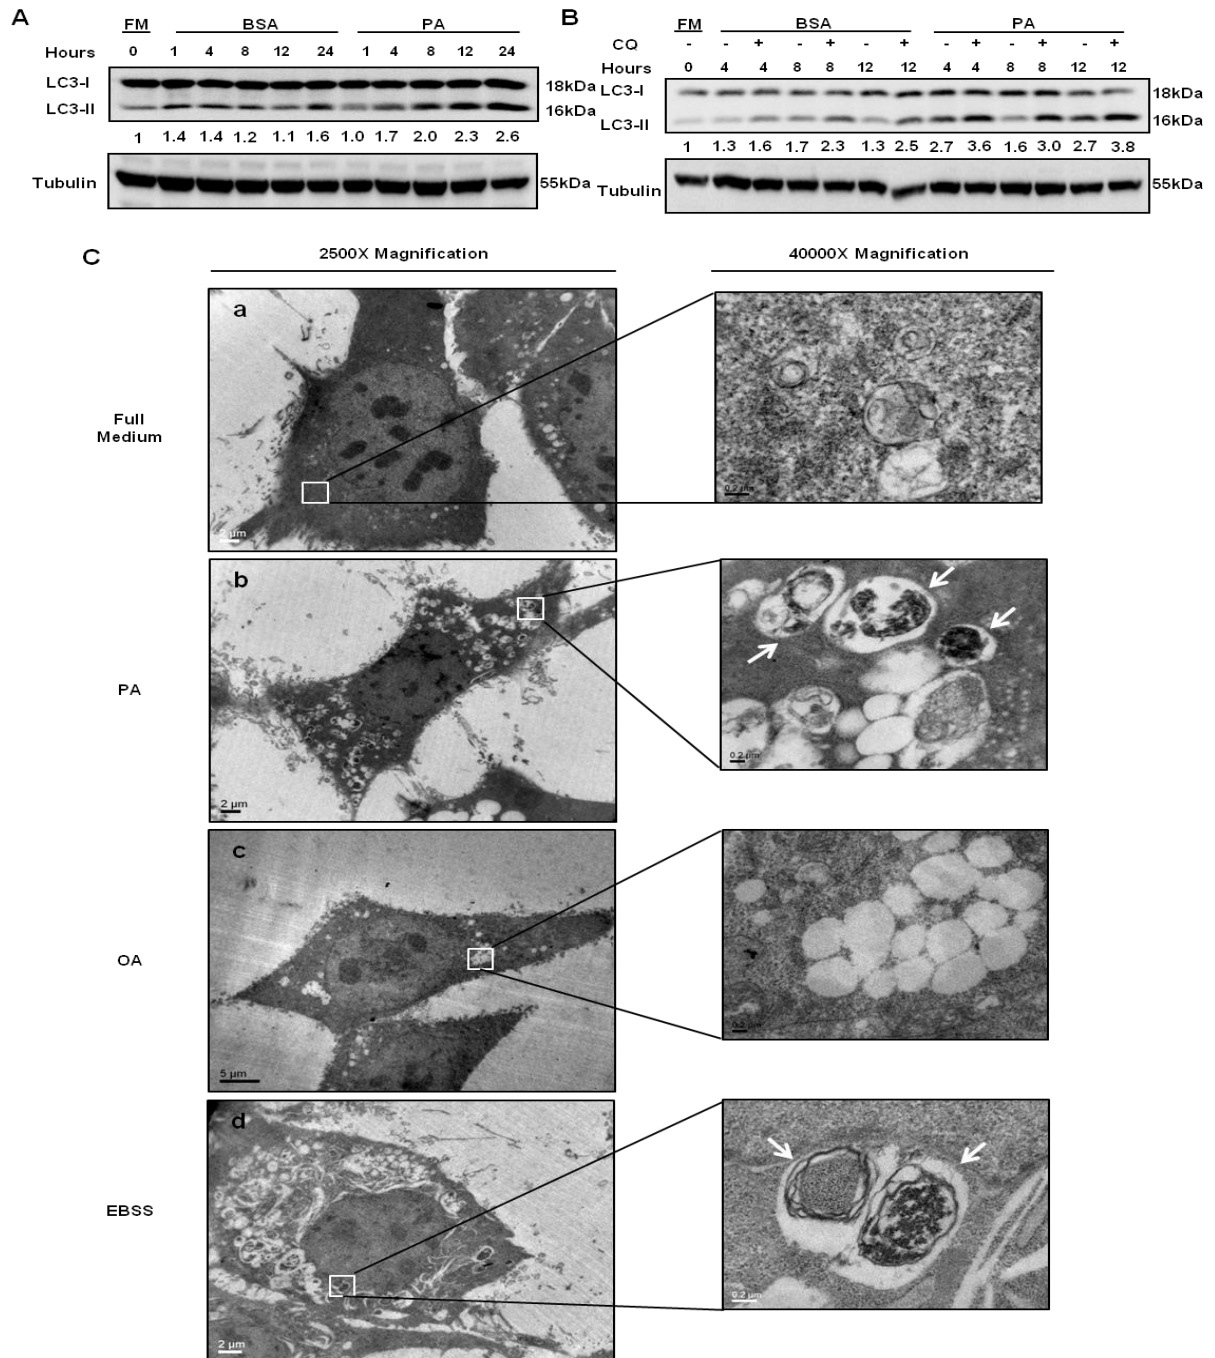 A
FM BSA PA
Hours 0 1 4 8 12 24 1 4 8 12 24
LC3-I 18kDa
LC3-II 16kDa
1 1.4 1.4 1.2 1.1 1.6 1.0 1.7 2.0 2.3 2.6
Tubulin 55kDa
B
FM BSA PA
CQ - - + - + - + - + - + - +
Hours 0 4 4 8 8 12 12 4 4 8 8 12 12
LC3-I 18kDa
LC3-II 16kDa
1 1.3 1.6 1.7 2.3 1.3 2.5 2.7 3.6 1.6 3.0 2.7 3.8
Tubulin 55kDa
C
2500X Magnification 40000X Magnification
a
Full
Medium
2 µm 0.2 µm
b
PA
2 µm 0.2 µm
c
OA
5 µm 0.2 µm
d
EBSS
2 µm 0.2 µm